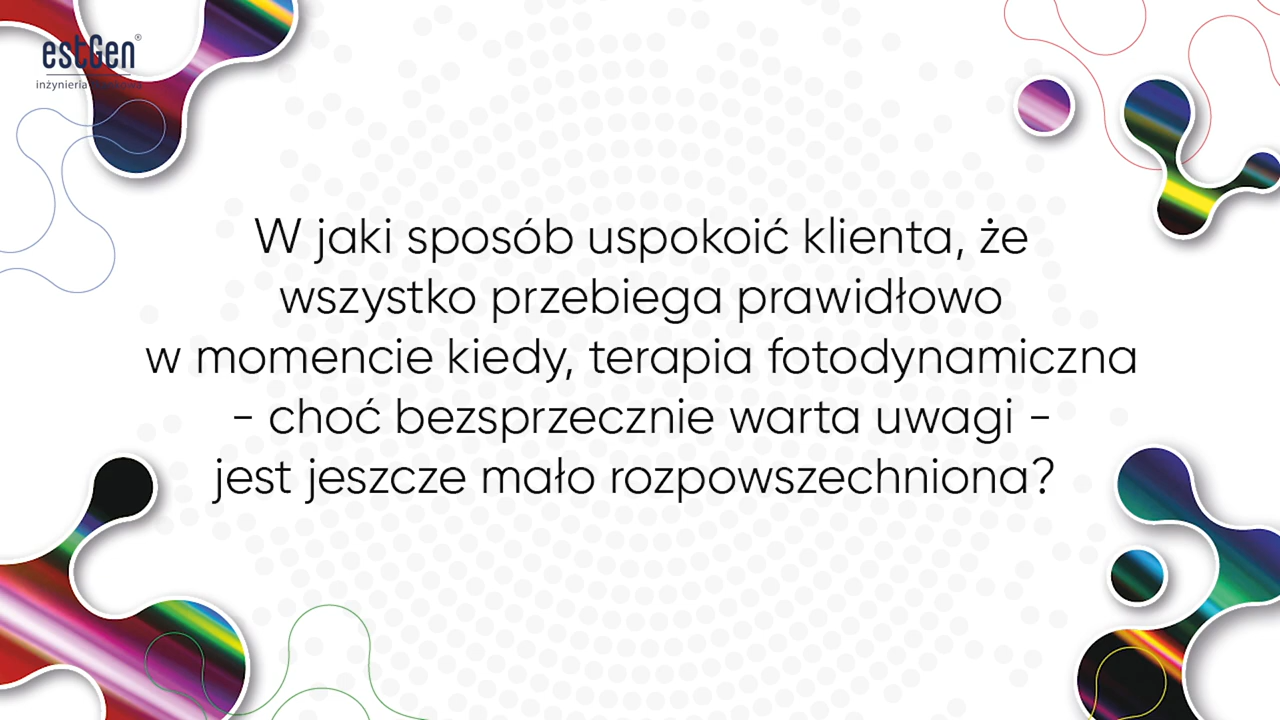 estGen®
inżynieria
W jaki sposób uspokoić klienta, że
wszystko przebiega prawidłowo
w momencie kiedy, terapia fotodynamiczna
– choć bezsprzecznie warta uwagi –
jest jeszcze mało rozpowszechniona?